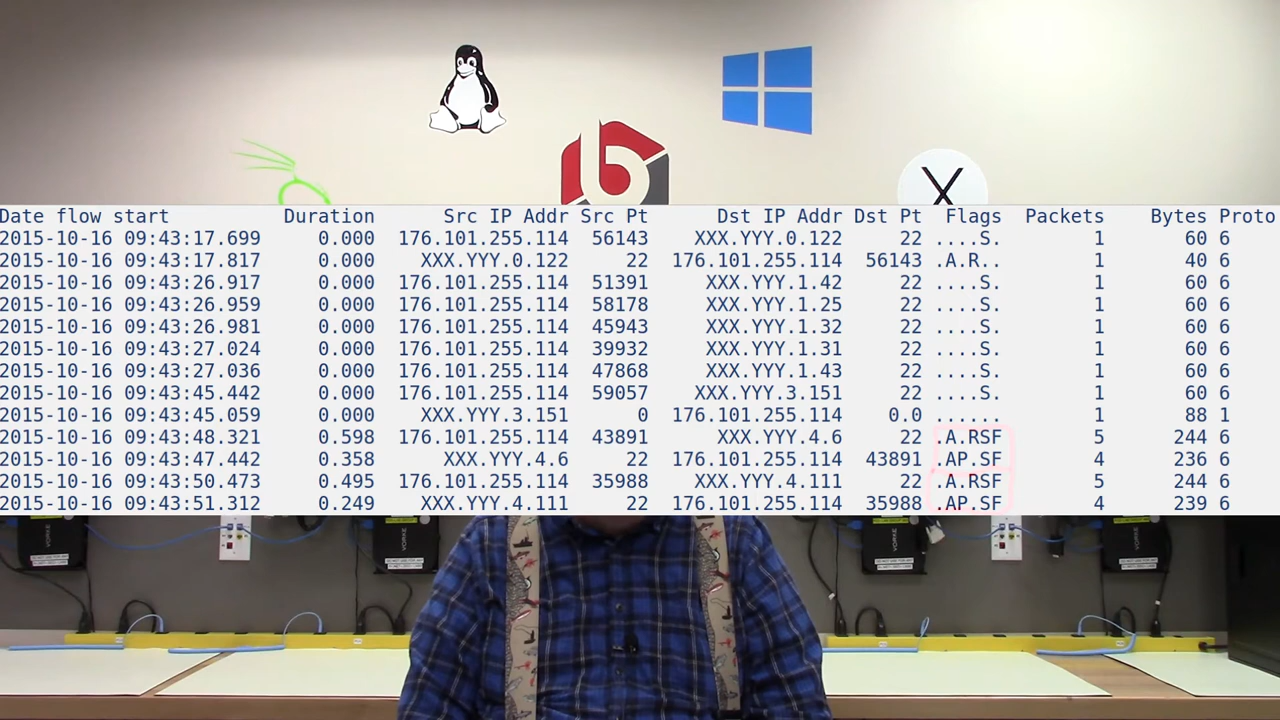 Date flow start Duration Src IP Addr Src Pt Dst IP Addr Dst Pt Flags Packets Bytes Proto
2015-10-16 09:43:17.699 0.000 176.101.255.114 56143 XXX.YYY.0.122 22 ....S. 1 60 6
2015-10-16 09:43:17.817 0.000 XXX.YYY.0.122 22 176.101.255.114 56143 .A.R.. 1 40 6
2015-10-16 09:43:26.917 0.000 176.101.255.114 51391 XXX.YYY.1.42 22 ....S. 1 60 6
2015-10-16 09:43:26.959 0.000 176.101.255.114 58178 XXX.YYY.1.25 22 ....S. 1 60 6
2015-10-16 09:43:26.981 0.000 176.101.255.114 45943 XXX.YYY.1.32 22 ....S. 1 60 6
2015-10-16 09:43:27.024 0.000 176.101.255.114 39932 XXX.YYY.1.31 22 ....S. 1 60 6
2015-10-16 09:43:27.036 0.000 176.101.255.114 47868 XXX.YYY.1.43 22 ....S. 1 60 6
2015-10-16 09:43:45.442 0.000 176.101.255.114 59057 XXX.YYY.3.151 22 ....S. 1 60 6
2015-10-16 09:43:45.059 0.000 XXX.YYY.3.151 0 176.101.255.114 0.0 ...... 1 88 1
2015-10-16 09:43:48.321 0.598 176.101.255.114 43891 XXX.YYY.4.6 22 .A.RSF 5 244 6
2015-10-16 09:43:47.442 0.358 XXX.YYY.4.6 22 176.101.255.114 43891 .AP.SF 4 236 6
2015-10-16 09:43:50.473 0.495 176.101.255.114 35988 XXX.YYY.4.111 22 .A.RSF 5 244 6
2015-10-16 09:43:51.312 0.249 XXX.YYY.4.111 22 176.101.255.114 35988 .AP.SF 4 239 6